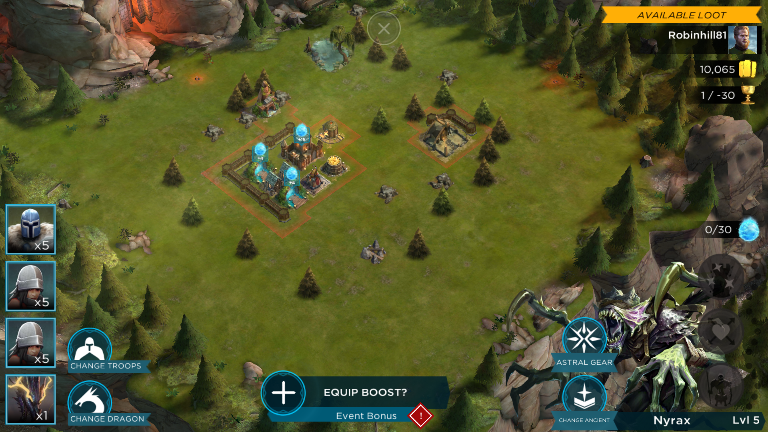 AVAILABLE LOOT
Robinhill81
10,065
1 / -30
0/30
x5
x5
x5
x1
CHANGE TROOPS
CHANGE DRAGON
EQUIP BOOST?
Event Bonus
!
ASTRAL GEAR
CHANGE ANCIENT
Nyrax
Lvl 5